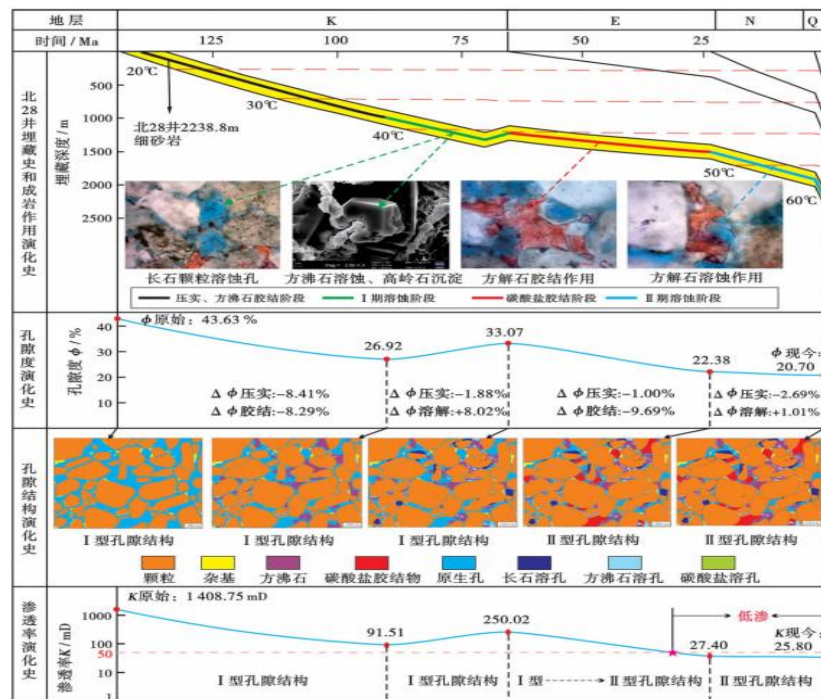 地层 K E N Q
时间/Ma 125 100 75 50 25
北28井埋藏史和成岩作用演化史
埋藏深度/m
500
1000
1500
2000
2500
20℃
30℃
40℃
50℃
60℃
北28井2238.8m
细砂岩
长石颗粒溶蚀孔 方沸石溶蚀、高岭石沉淀 方解石胶结作用 方解石溶蚀作用
压实、方沸石胶结阶段 Ⅰ期溶蚀阶段 碳酸盐胶结阶段 Ⅱ期溶蚀阶段
孔隙度演化史
孔隙度ϕ/%
40
30
20
10
ϕ原始：43.63 %
26.92
33.07
22.38
ϕ现今：
20.70
Δϕ压实:-8.41% Δϕ压实:-1.88% Δϕ压实:-1.00% Δϕ压实:-2.69%
Δϕ胶结:-8.29% Δϕ溶解:+8.02% Δϕ胶结:-9.69% Δϕ溶解:+1.01%
孔隙结构演化史
Ⅰ型孔隙结构 Ⅰ型孔隙结构 Ⅰ型孔隙结构 Ⅱ型孔隙结构 Ⅱ型孔隙结构
颗粒 杂基 方沸石 碳酸盐胶结物 原生孔 长石溶孔 方沸石溶孔 碳酸盐溶孔
渗透率演化史
渗透率K/mD
1000
100
50
10
1
K原始：1 408.75 mD
91.51
250.02
低渗
27.40
K现今：
25.80
Ⅰ型孔隙结构 Ⅰ型孔隙结构 Ⅰ型 Ⅱ型孔隙结构 Ⅱ型孔隙结构